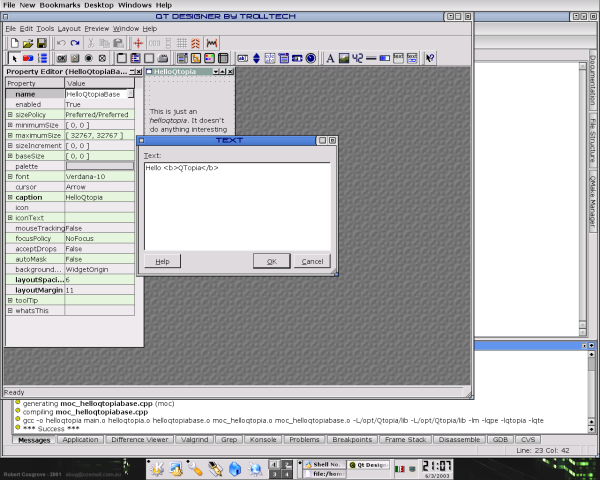 File New Bookmarks Desktop Windows Help
QT DESIGNER BY TROLLTECH
File Edit Tools Layout Preview Window Help
Property Editor (HelloQtopiaBa...
Property Value
name HelloQtopiaBase
enabled True
sizePolicy Preferred/Preferred
minimumSize [ 0, 0 ]
maximumSize [ 32767, 32767 ]
sizeIncrement [ 0, 0 ]
baseSize [ 0, 0 ]
palette
font Verdana-10
cursor Arrow
caption HelloQtopia
icon
iconText
mouseTracking False
focusPolicy NoFocus
acceptDrops False
autoMask False
background... WidgetOrigin
layoutSpaci... 6
layoutMargin 11
toolTip
whatsThis
HelloQtopia
This is just an
helloqtopia. It doesn't
do anything interesting
TEXT
Text:
Hello <b>QTopia</b>
Help OK Cancel
Documentation
File Structure
QMake Manager
Ready
generating moc_helloqtopiabase.cpp (moc)
compiling moc_helloqtopiabase.cpp
gcc -o helloqtopia main.o helloqtopia.o helloqtopiabase.o moc_helloqtopia.o moc_helloqtopiabase.o -L/opt/Qtopia/lib -L/opt/Qtopia/lib -lm -lqpe -lqtopia -lqte
*** Success ***
Messages Application Difference Viewer Valgrind Grep Konsole Problems Breakpoints Frame Stack Disassemble GDB CVS
Line: 23 Col: 42
Shell No. Qt Design
file:/hom
21:07
6/3/2003